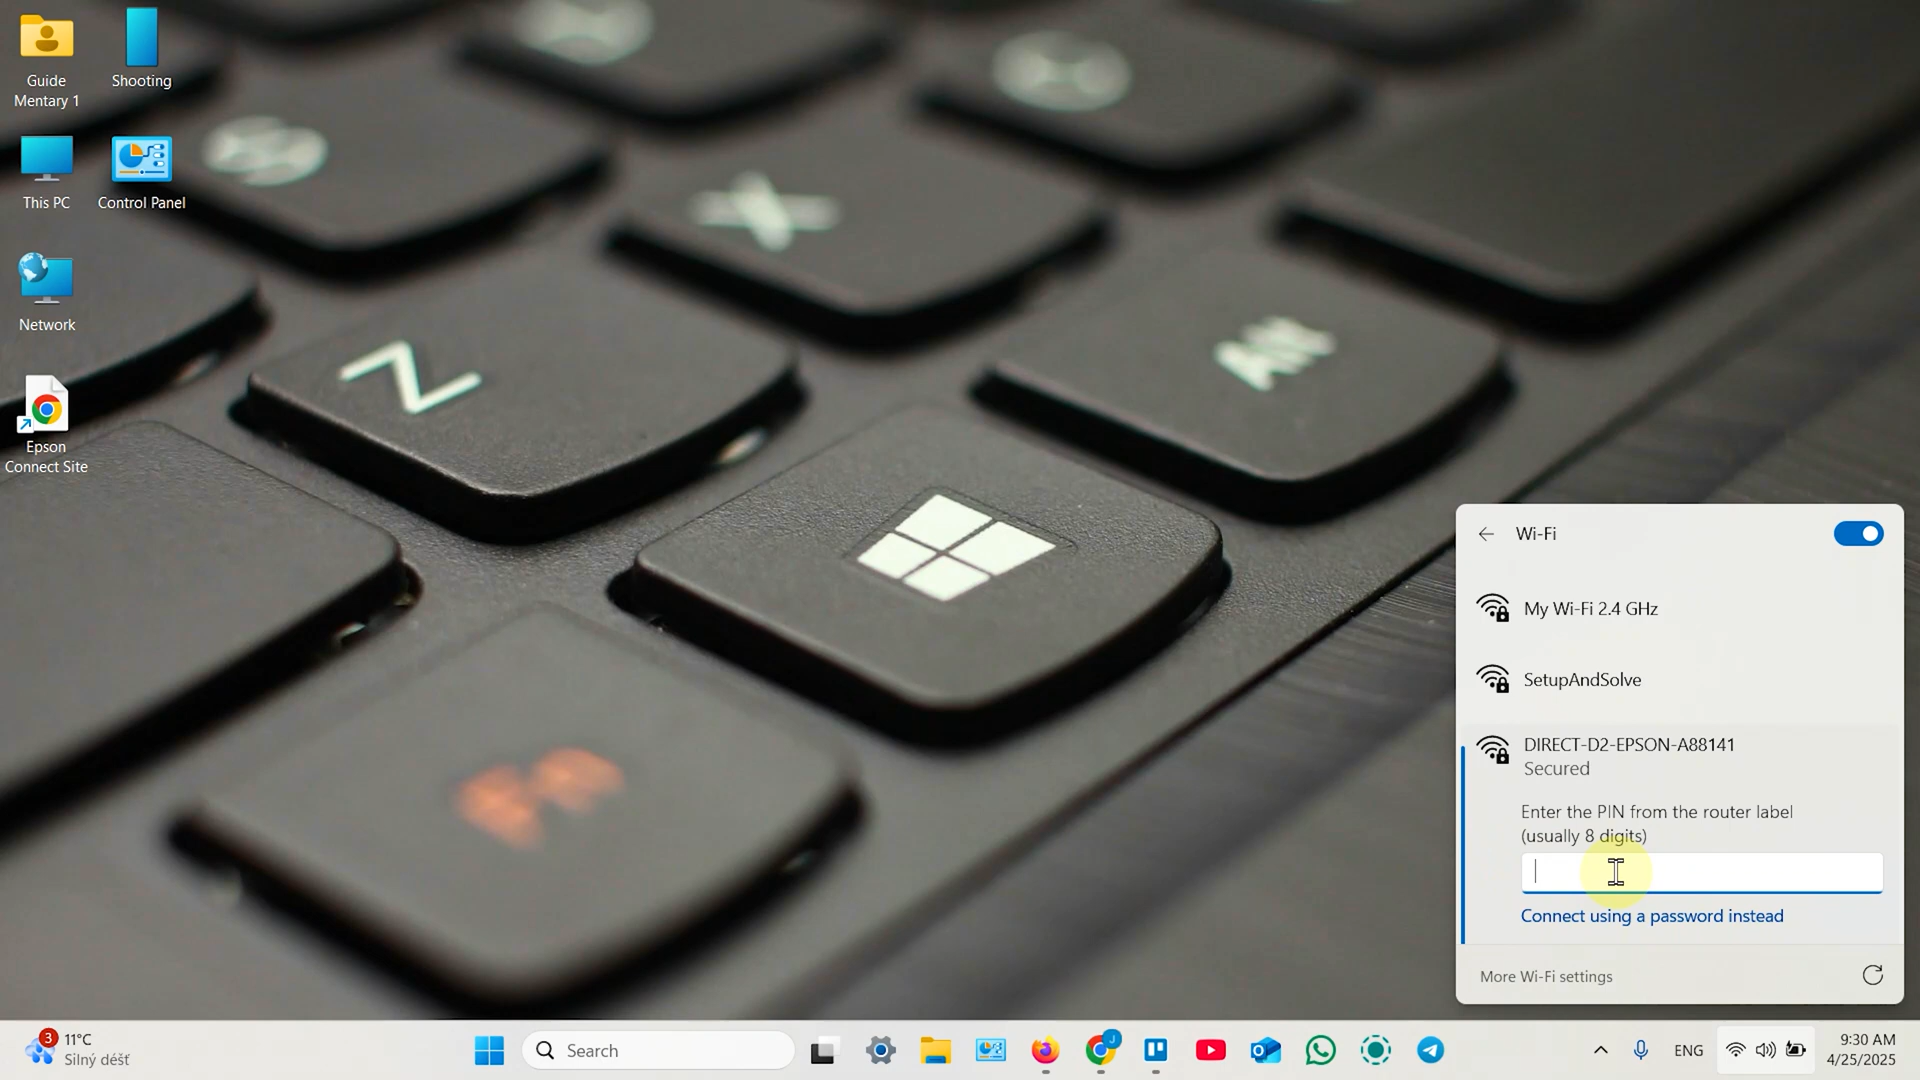 Guide
Mentary 1
Shooting
This PC
Control Panel
Network
Epson
Connect Site
S
X
Z
Alt
Wi-Fi
My Wi-Fi 2.4 GHz
SetupAndSolve
DIRECT-D2-EPSON-A88141
Secured
Enter the PIN from the router label
(usually 8 digits)
Connect using a password instead
More Wi-Fi settings
3
11°C
Silný déšť
Search
J
ENG
9:30 AM
4/25/2025